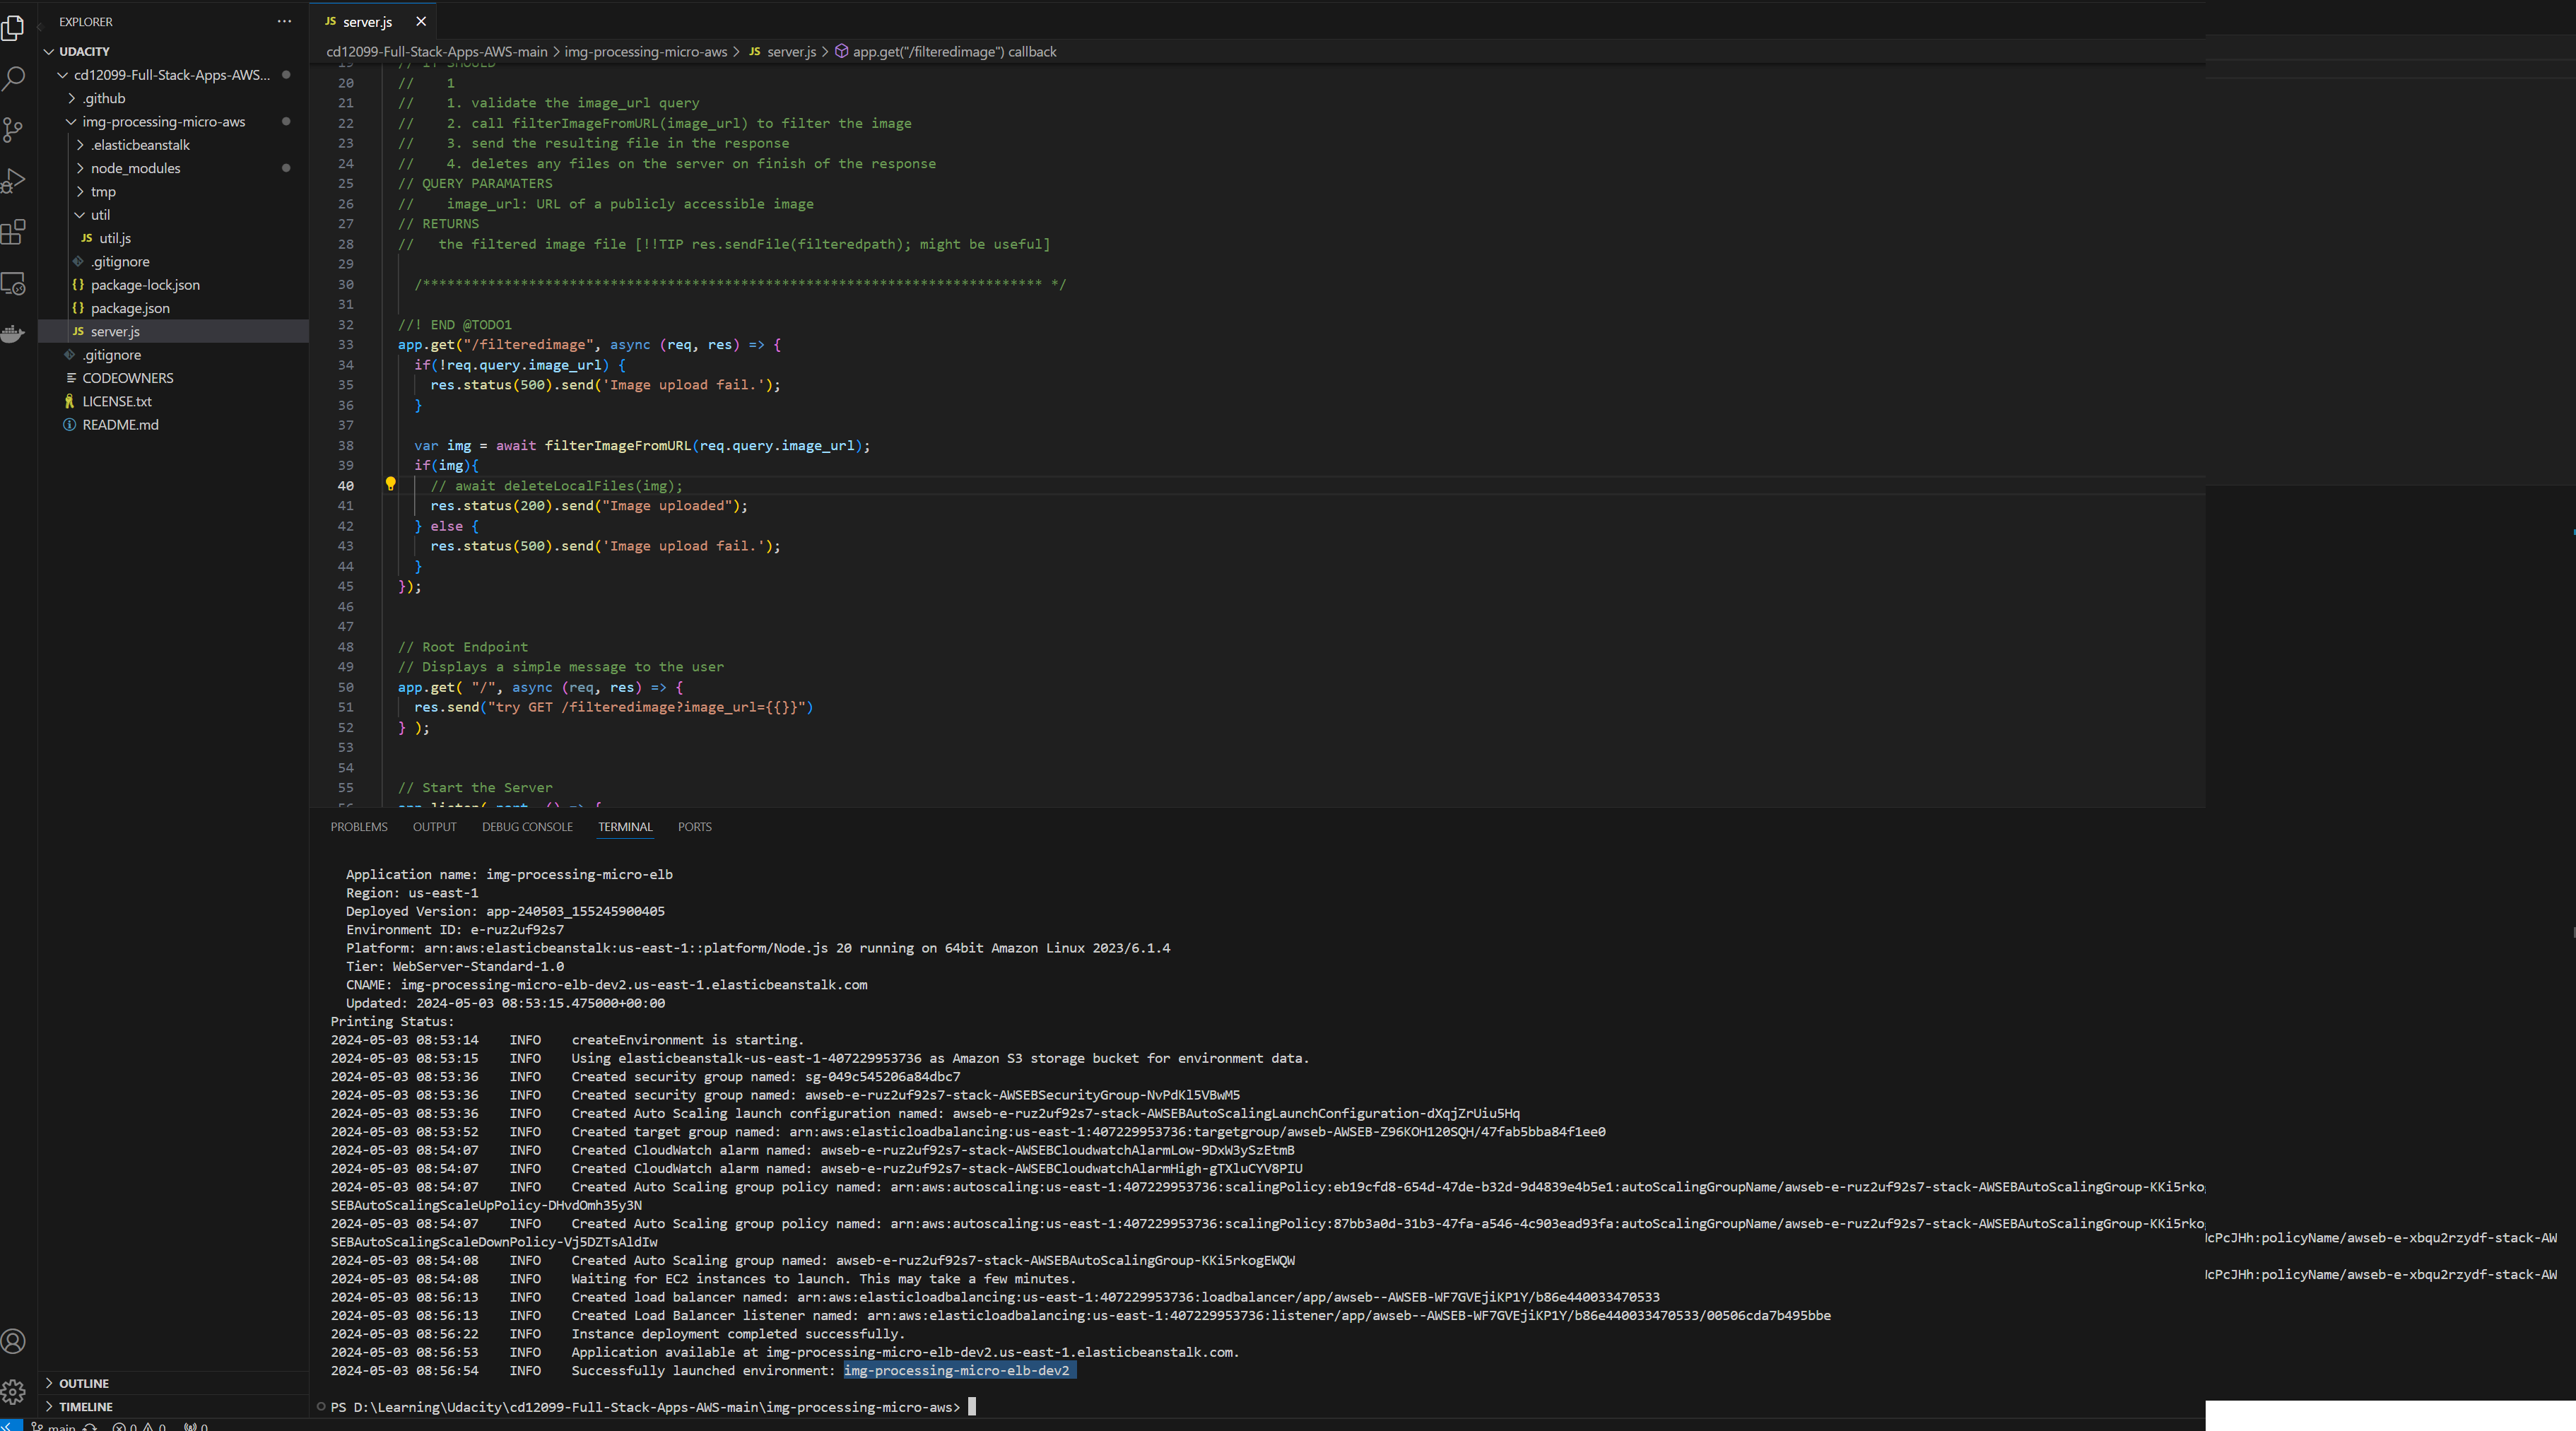 EXPLORER
UDACITY
cd12099-Full-Stack-Apps-AWS...
.github
img-processing-micro-aws
.elasticbeanstalk
node_modules
tmp
util
JS util.js
.gitignore
{} package-lock.json
{} package.json
JS server.js
.gitignore
CODEOWNERS
LICENSE.txt
README.md
OUTLINE
TIMELINE
JS server.js
cd12099-Full-Stack-Apps-AWS-main > img-processing-micro-aws > JS server.js > app.get("/filteredimage") callback
19 // IT SHOULD
20 //    1
21 //    1. validate the image_url query
22 //    2. call filterImageFromURL(image_url) to filter the image
23 //    3. send the resulting file in the response
24 //    4. deletes any files on the server on finish of the response
25 // QUERY PARAMATERS
26 //    image_url: URL of a publicly accessible image
27 // RETURNS
28 //   the filtered image file [!!TIP res.sendFile(filteredpath); might be useful]
29
30 /**************************************************************************** */
31
32 //! END @TODO1
33 app.get("/filteredimage", async (req, res) => {
34 if(!req.query.image_url) {
35 res.status(500).send('Image upload fail.');
36 }
37
38 var img = await filterImageFromURL(req.query.image_url);
39 if(img){
40 // await deleteLocalFiles(img);
41 res.status(200).send("Image uploaded");
42 } else {
43 res.status(500).send('Image upload fail.');
44 }
45 });
46
47
48 // Root Endpoint
49 // Displays a simple message to the user
50 app.get( "/", async (req, res) => {
51 res.send("try GET /filteredimage?image_url={{}}")
52 } );
53
54
55 // Start the Server
56 app.listen( port, () => {
PROBLEMS OUTPUT DEBUG CONSOLE TERMINAL PORTS
Application name: img-processing-micro-elb
Region: us-east-1
Deployed Version: app-240503_155245900405
Environment ID: e-ruz2uf92s7
Platform: arn:aws:elasticbeanstalk:us-east-1::platform/Node.js 20 running on 64bit Amazon Linux 2023/6.1.4
Tier: WebServer-Standard-1.0
CNAME: img-processing-micro-elb-dev2.us-east-1.elasticbeanstalk.com
Updated: 2024-05-03 08:53:15.475000+00:00
Printing Status:
2024-05-03 08:53:14 INFO createEnvironment is starting.
2024-05-03 08:53:15 INFO Using elasticbeanstalk-us-east-1-407229953736 as Amazon S3 storage bucket for environment data.
2024-05-03 08:53:36 INFO Created security group named: sg-049c545206a84dbc7
2024-05-03 08:53:36 INFO Created security group named: awseb-e-ruz2uf92s7-stack-AWSEBSecurityGroup-NvPdKl5VBwM5
2024-05-03 08:53:36 INFO Created Auto Scaling launch configuration named: awseb-e-ruz2uf92s7-stack-AWSEBAutoScalingLaunchConfiguration-dXqjZrUiu5Hq
2024-05-03 08:53:52 INFO Created target group named: arn:aws:elasticloadbalancing:us-east-1:407229953736:targetgroup/awseb-AWSEB-Z96KOH120SQH/47fab5bba84f1ee0
2024-05-03 08:54:07 INFO Created CloudWatch alarm named: awseb-e-ruz2uf92s7-stack-AWSEBCloudwatchAlarmLow-9DxW3ySzEtmB
2024-05-03 08:54:07 INFO Created CloudWatch alarm named: awseb-e-ruz2uf92s7-stack-AWSEBCloudwatchAlarmHigh-gTXluCYV8PIU
2024-05-03 08:54:07 INFO Created Auto Scaling group policy named: arn:aws:autoscaling:us-east-1:407229953736:scalingPolicy:eb19cfd8-654d-47de-b32d-9d4839e4b5e1:autoScalingGroupName/awseb-e-ruz2uf92s7-stack-AWSEBAutoScalingGroup-KKi5rko
SEBAutoScalingScaleUpPolicy-DHvdOmh35y3N
2024-05-03 08:54:07 INFO Created Auto Scaling group policy named: arn:aws:autoscaling:us-east-1:407229953736:scalingPolicy:87bb3a0d-31b3-47fa-a546-4c903ead93fa:autoScalingGroupName/awseb-e-ruz2uf92s7-stack-AWSEBAutoScalingGroup-KKi5rko
cPcJHh:policyName/awseb-e-xbqu2rzydf-stack-AW
SEBAutoScalingScaleDownPolicy-Vj5DZTsAldIw
2024-05-03 08:54:08 INFO Created Auto Scaling group named: awseb-e-ruz2uf92s7-stack-AWSEBAutoScalingGroup-KKi5rkogEWQW
cPcJHh:policyName/awseb-e-xbqu2rzydf-stack-AW
2024-05-03 08:54:08 INFO Waiting for EC2 instances to launch. This may take a few minutes.
2024-05-03 08:56:13 INFO Created load balancer named: arn:aws:elasticloadbalancing:us-east-1:407229953736:loadbalancer/app/awseb--AWSEB-WF7GVEjiKP1Y/b86e440033470533
2024-05-03 08:56:13 INFO Created Load Balancer listener named: arn:aws:elasticloadbalancing:us-east-1:407229953736:listener/app/awseb--AWSEB-WF7GVEjiKP1Y/b86e440033470533/00506cda7b495bbe
2024-05-03 08:56:22 INFO Instance deployment completed successfully.
2024-05-03 08:56:53 INFO Application available at img-processing-micro-elb-dev2.us-east-1.elasticbeanstalk.com.
2024-05-03 08:56:54 INFO Successfully launched environment: img-processing-micro-elb-dev2
PS D:\Learning\Udacity\cd12099-Full-Stack-Apps-AWS-main\img-processing-micro-aws>
main 0 0 0